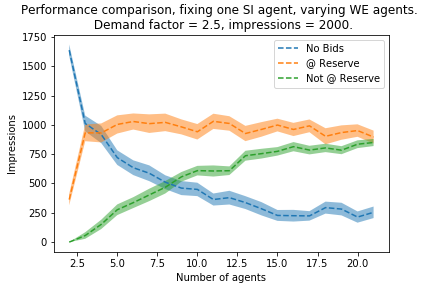 Performance comparison, fixing one SI agent, varying WE agents.
Demand factor = 2.5, impressions = 2000.
No Bids
@ Reserve
Not @ Reserve
1750
1500
1250
1000
750
500
250
0
Impressions
2.5 5.0 7.5 10.0 12.5 15.0 17.5 20.0
Number of agents